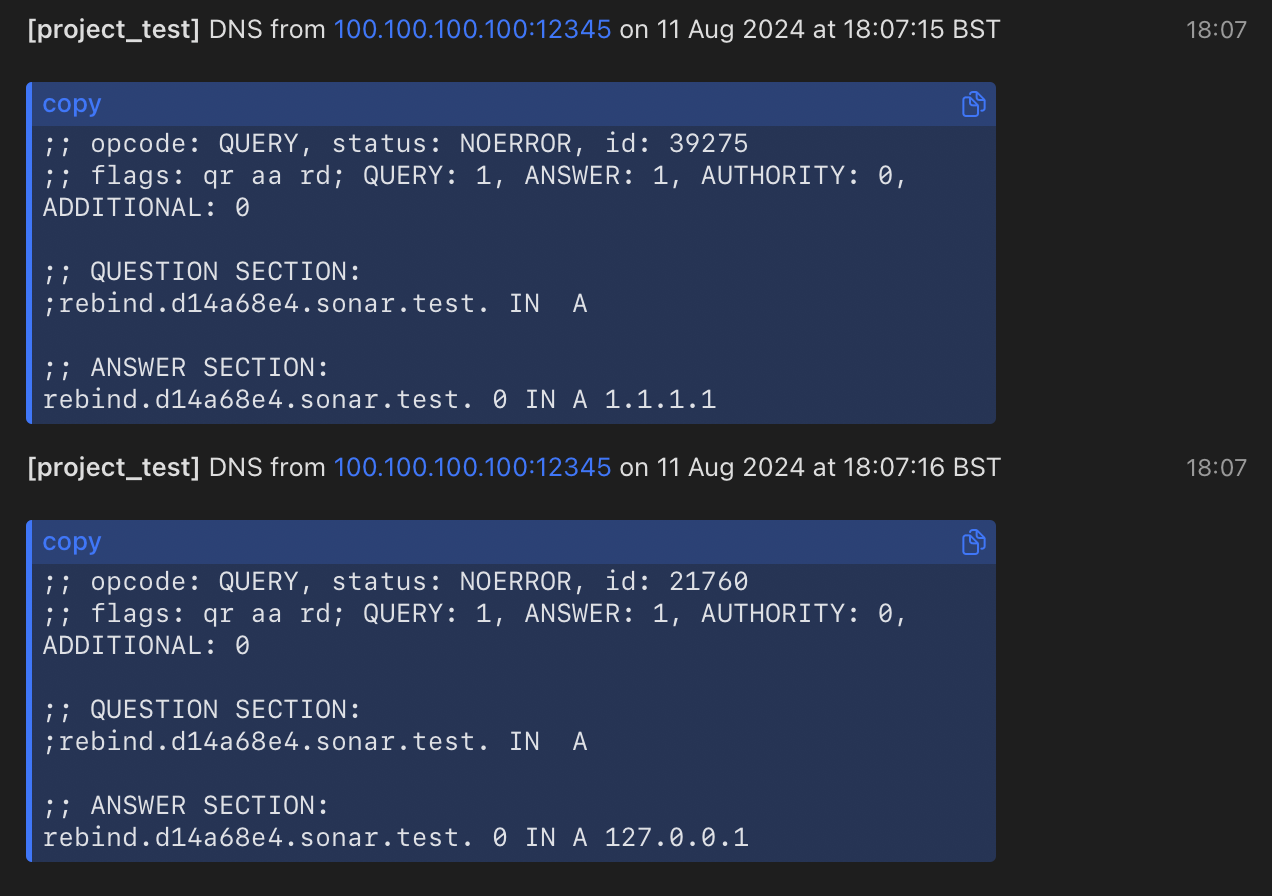 [project_test] DNS from 100.100.100.100:12345 on 11 Aug 2024 at 18:07:15 BST 18:07
copy
;; opcode: QUERY, status: NOERROR, id: 39275
;; flags: qr aa rd; QUERY: 1, ANSWER: 1, AUTHORITY: 0,
ADDITIONAL: 0
;; QUESTION SECTION:
;rebind.d14a68e4.sonar.test. IN  A
;; ANSWER SECTION:
rebind.d14a68e4.sonar.test. 0 IN A 1.1.1.1
[project_test] DNS from 100.100.100.100:12345 on 11 Aug 2024 at 18:07:16 BST 18:07
copy
;; opcode: QUERY, status: NOERROR, id: 21760
;; flags: qr aa rd; QUERY: 1, ANSWER: 1, AUTHORITY: 0,
ADDITIONAL: 0
;; QUESTION SECTION:
;rebind.d14a68e4.sonar.test. IN  A
;; ANSWER SECTION:
rebind.d14a68e4.sonar.test. 0 IN A 127.0.0.1